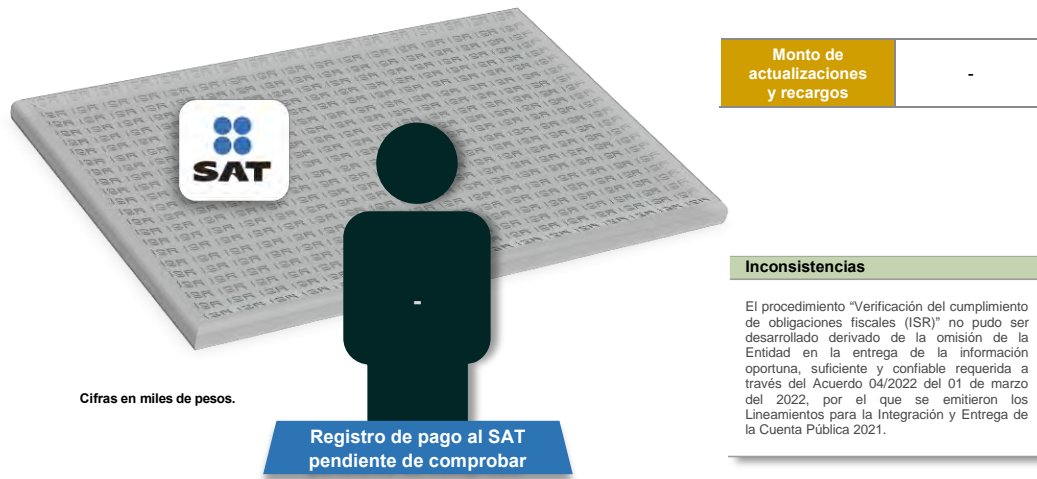 SAT
Monto de
actualizaciones
y recargos
-
-
Cifras en miles de pesos.
Registro de pago al SAT
pendiente de comprobar
Inconsistencias
El procedimiento “Verificación del cumplimiento
de obligaciones fiscales (ISR)” no pudo ser
desarrollado derivado de la omisión de la
Entidad en la entrega de la información
oportuna, suficiente y confiable requerida a
través del Acuerdo 04/2022 del 01 de marzo
del 2022, por el que se emitieron los
Lineamientos para la Integración y Entrega de
la Cuenta Pública 2021.